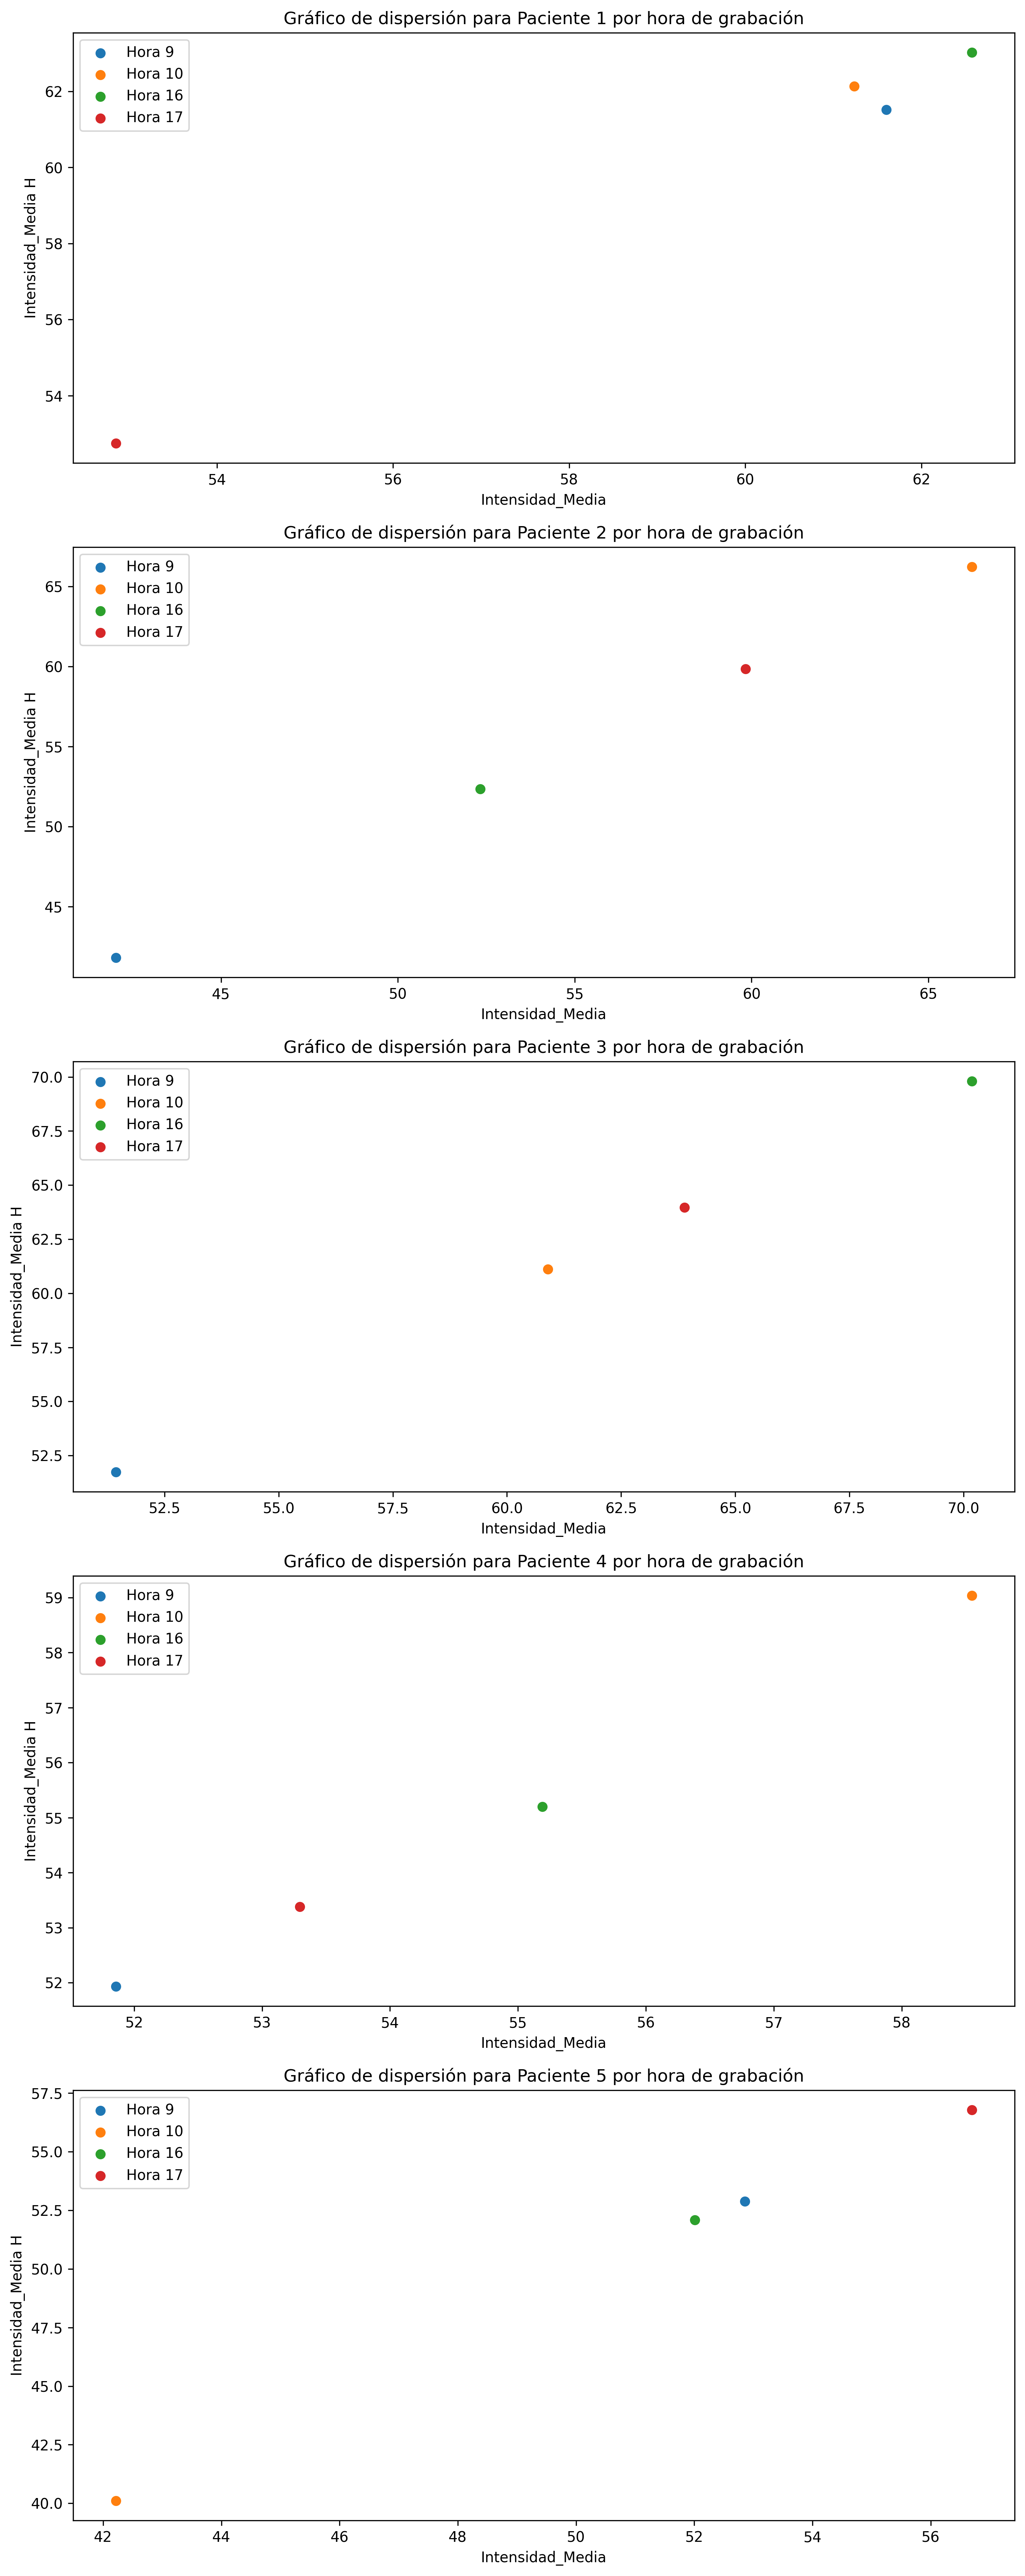 Gráfico de dispersión para Paciente 1 por hora de grabación
Hora 9
Hora 10
Hora 16
Hora 17
62
60
58
56
54
Intensidad_Media H
54 56 58 60 62
Intensidad_Media
Gráfico de dispersión para Paciente 2 por hora de grabación
Hora 9
Hora 10
Hora 16
Hora 17
65
60
55
50
45
Intensidad_Media H
45 50 55 60 65
Intensidad_Media
Gráfico de dispersión para Paciente 3 por hora de grabación
Hora 9
Hora 10
Hora 16
Hora 17
70.0
67.5
65.0
62.5
60.0
57.5
55.0
52.5
Intensidad_Media H
52.5 55.0 57.5 60.0 62.5 65.0 67.5 70.0
Intensidad_Media
Gráfico de dispersión para Paciente 4 por hora de grabación
Hora 9
Hora 10
Hora 16
Hora 17
59
58
57
56
55
54
53
52
Intensidad_Media H
52 53 54 55 56 57 58
Intensidad_Media
Gráfico de dispersión para Paciente 5 por hora de grabación
Hora 9
Hora 10
Hora 16
Hora 17
57.5
55.0
52.5
50.0
47.5
45.0
42.5
40.0
Intensidad_Media H
42 44 46 48 50 52 54 56
Intensidad_Media